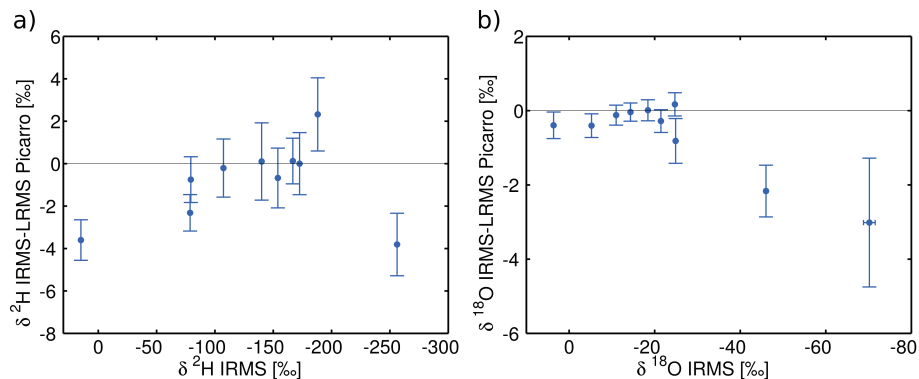 a)
6
4
2
0
-2
-4
-6
-8
δ ²H IRMS-LRMS Picarro [‰]
0 -50 -100 -150 -200 -250 -300
δ ²H IRMS [‰]
b)
2
0
-2
-4
-6
δ ¹⁸O IRMS-LRMS Picarro [‰]
0 -20 -40 -60 -80
δ ¹⁸O IRMS [‰]